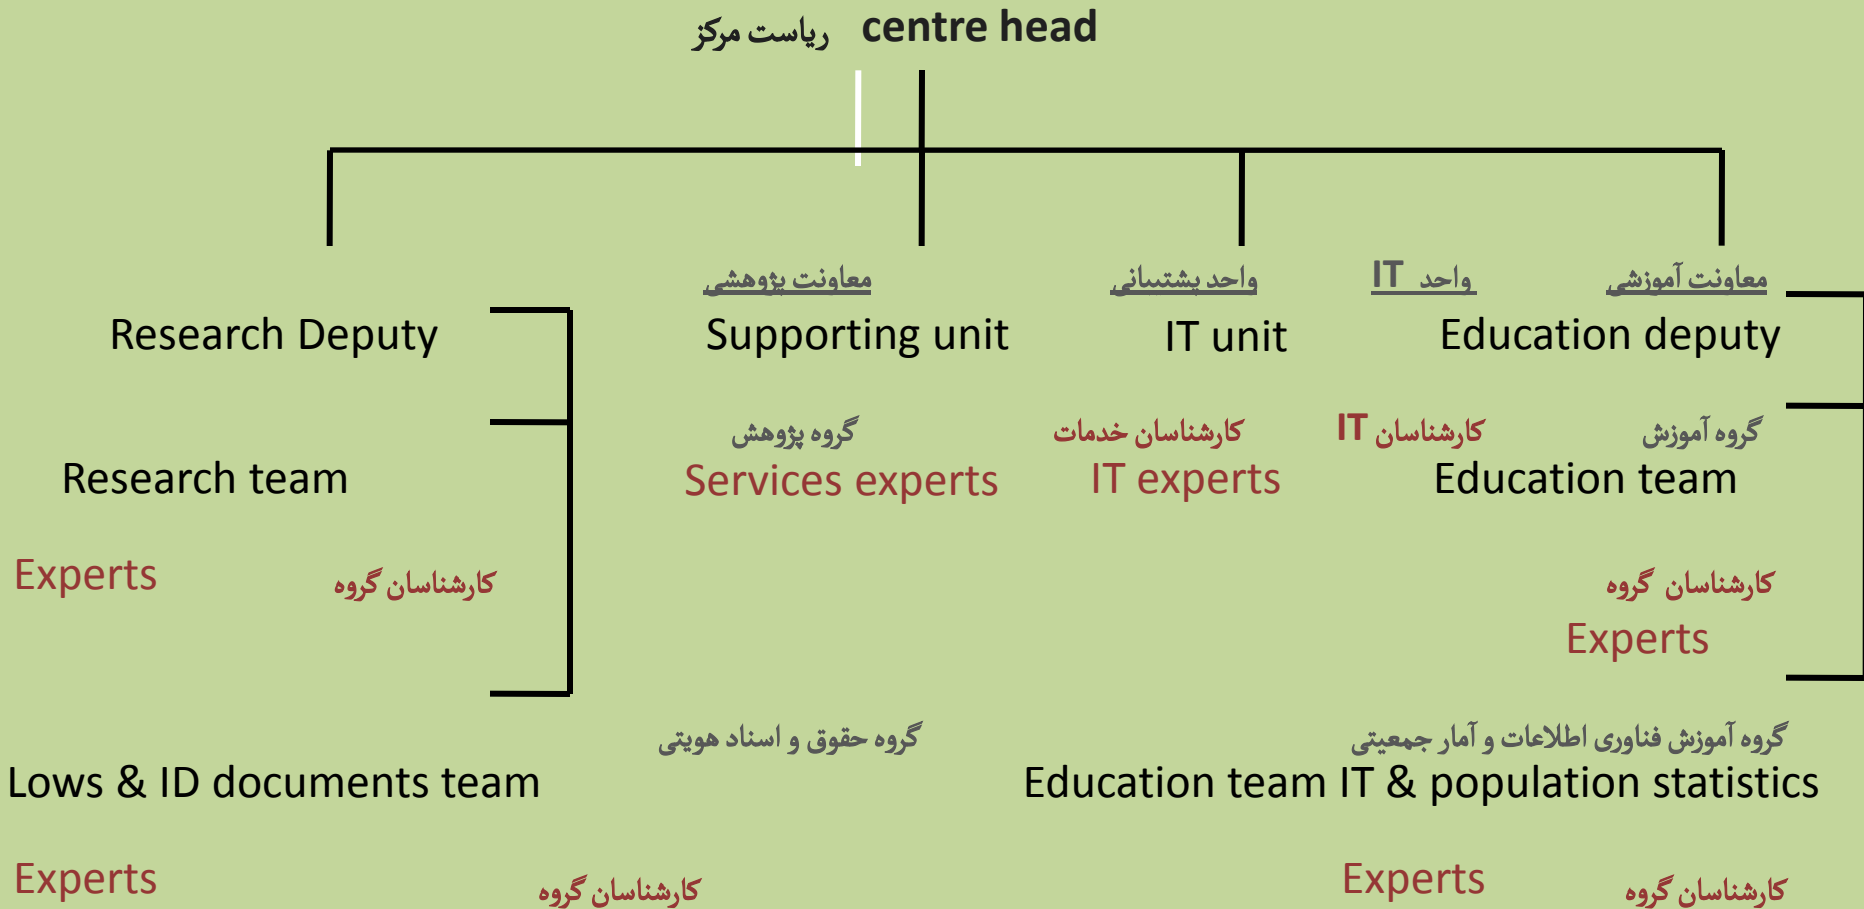 ریاست مرکز centre head
معاونت پژوهشی واحد پشتیبانی واحد IT معاونت آموزشی
Research Deputy Supporting unit IT unit Education deputy
گروه پژوهش کارشناسان خدمات کارشناسان IT گروه آموزش
Research team Services experts IT experts Education team
Experts کارشناسان گروه کارشناسان گروه
Experts
گروه حقوق و اسناد هویتی گروه آموزش فناوری اطلاعات و آمار جمعیتی
Lows & ID documents team Education team IT & population statistics
Experts کارشناسان گروه Experts کارشناسان گروه